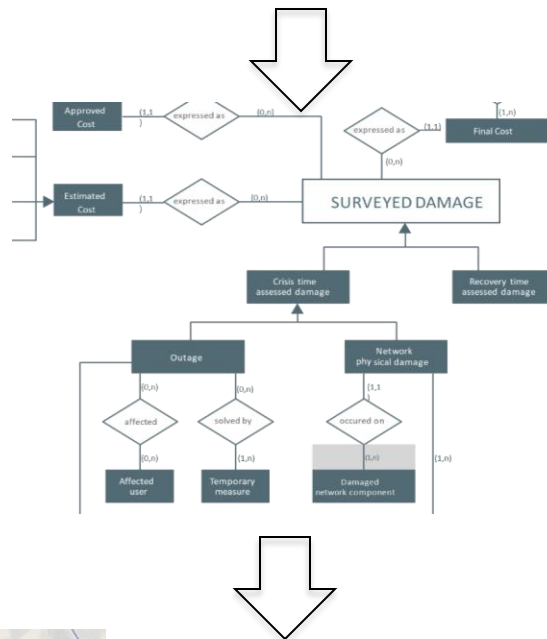 Approved
Cost
(1,1
)
expressed as
(0,n)
expressed as
(1,1)
(1,n)
Final Cost
(0,n)
Estimated
Cost
(1,1
)
expressed as
(0,n)
SURVEYED DAMAGE
Crisis time
assessed damage
Recovery time
assessed damage
Outage
Network
phy sical damage
(0,n)
(0,n)
(1,1
)
affected
solved by
occured on
(0,n)
(1,n)
(1,n)
Affected
user
Temporary
measure
Damaged
network component